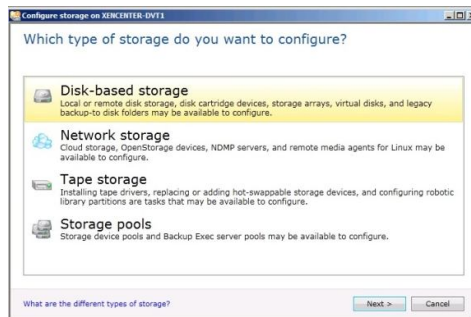 Configure storage on XENCENTER-DVT1
Which type of storage do you want to configure?
Disk-based storage
Local or remote disk storage, disk cartridge devices, storage arrays, virtual disks, and legacy
backup-to disk folders may be available to configure.
Network storage
Cloud storage, OpenStorage devices, NDMP servers, and remote media agents for Linux may be
available to configure.
Tape storage
Installing tape drivers, replacing or adding hot-swappable storage devices, and configuring robotic
library partitions are tasks that may be available to configure.
Storage pools
Storage device pools and Backup Exec server pools may be available to configure.
What are the different types of storage?
Next >
Cancel